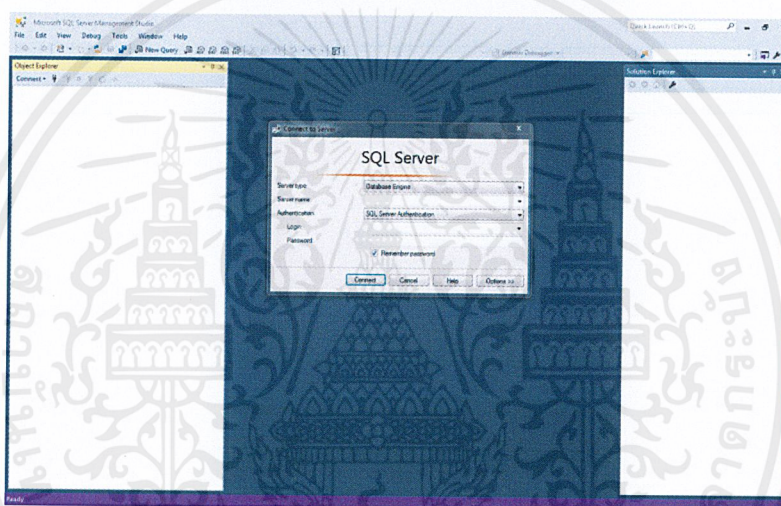 Microsoft SQL Server Management Studio
Quick Launch (Ctrl+Q)
File Edit View Debug Tools Window Help
New Query
Generic Debugger
Object Explorer
Solution Explorer
Connect
Connect to Server
SQL Server
Server type
Database Engine
Server name
Authentication
SQL Server Authentication
Login
Password
Remember password
Connect Cancel Help Options >>
Ready